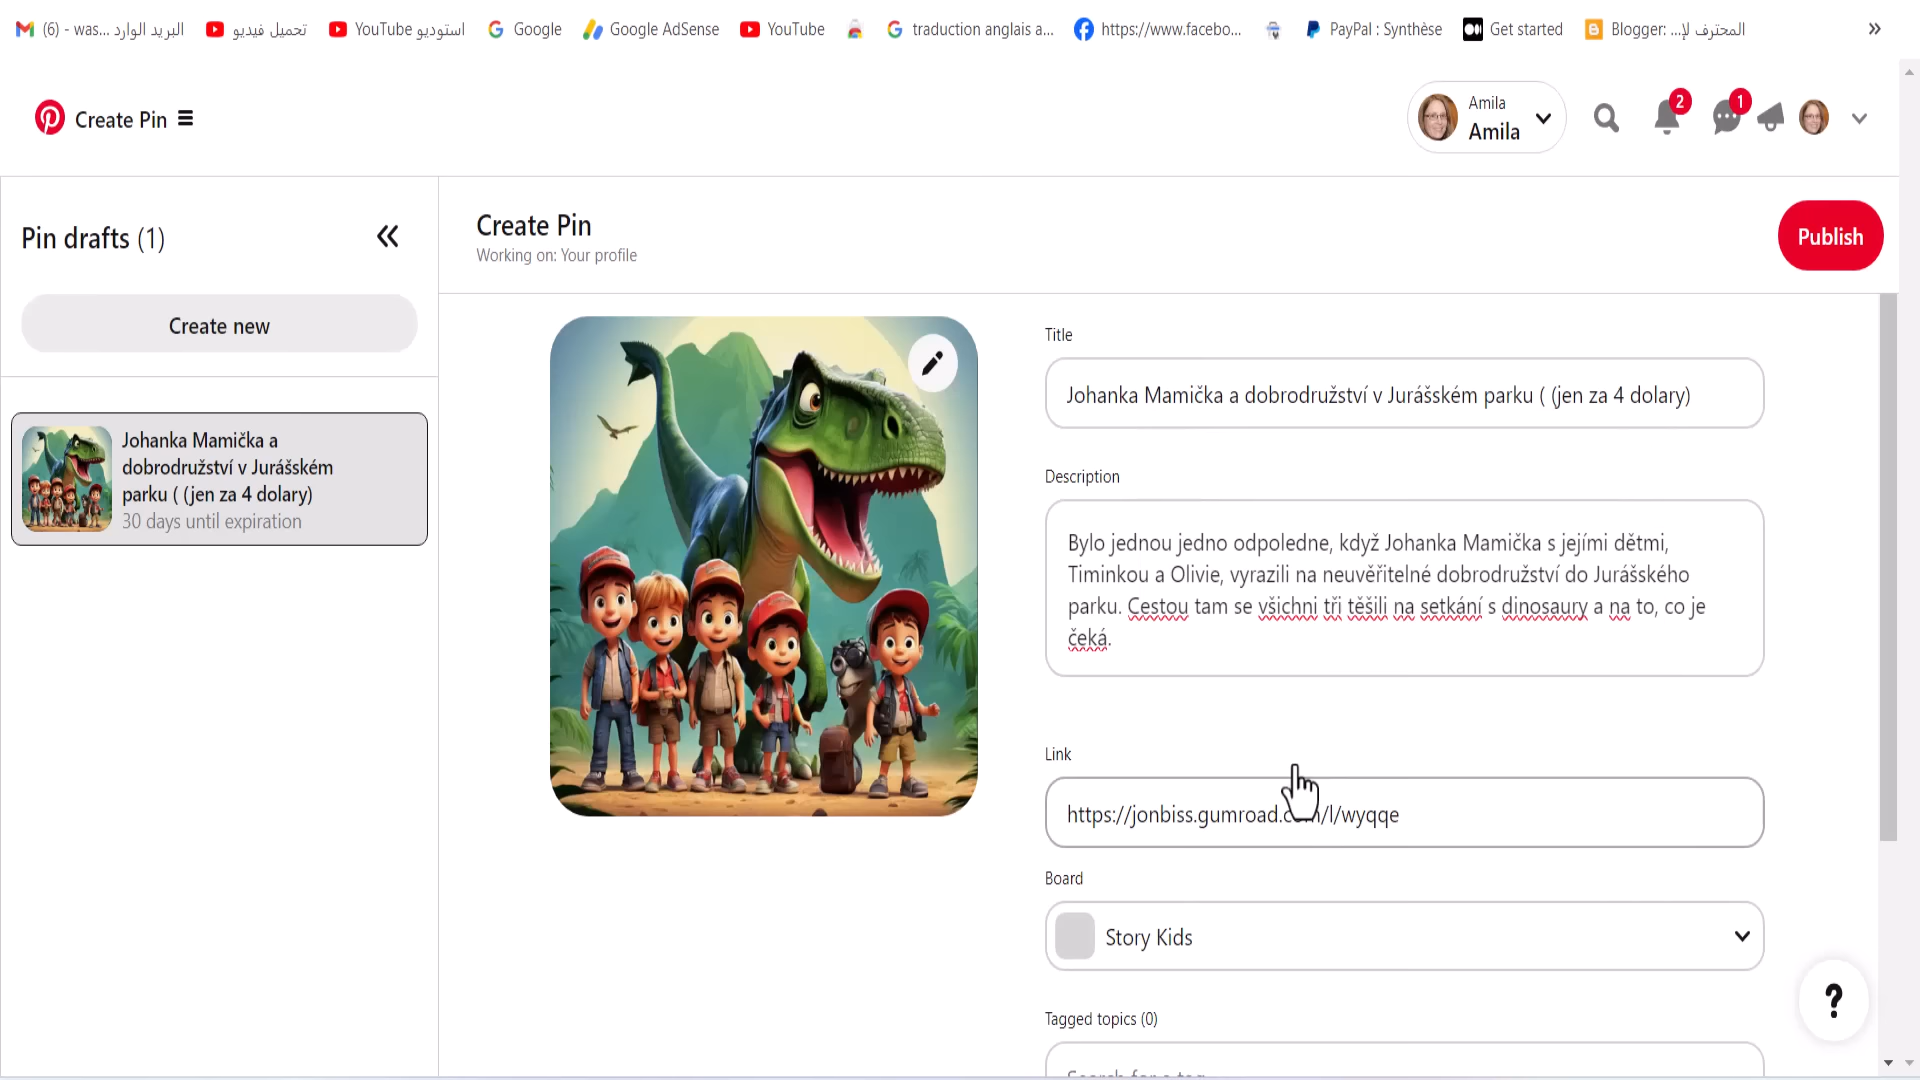 (6) - was... البريد الوارد
تحميل فيديو
YouTube استوديو
Google
Google AdSense
YouTube
traduction anglais a...
https://www.facebo...
PayPal : Synthèse
Get started
Blogger: ...المحترف لإ
»
Create Pin
Amila
Amila
2
1
Pin drafts (1)
Create new
Johanka Mamička a
dobrodružství v Jurášském
parku ( (jen za 4 dolary)
30 days until expiration
Create Pin
Working on: Your profile
Publish
Title
Johanka Mamička a dobrodružství v Jurášském parku ( (jen za 4 dolary)
Description
Bylo jednou jedno odpoledne, když Johanka Mamička s jejími dětmi,
Timinkou a Olivie, vyrazili na neuvěřitelné dobrodružství do Jurášského
parku. Cestou tam se všichni tři těšili na setkání s dinosaury a na to, co je
čeká.
Link
https://jonbiss.gumroad.com/l/wyqqe
Board
Story Kids
Tagged topics (0)
Search for a tag
?